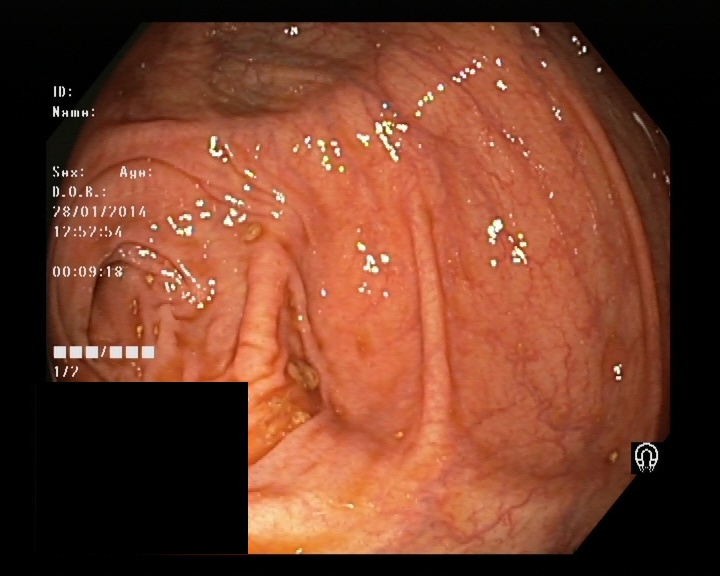 ID:
Name:
Sex: Age:
D.O.B.:
28/01/2014
12:52:54
00:09:18
■■■/■■■
1/2